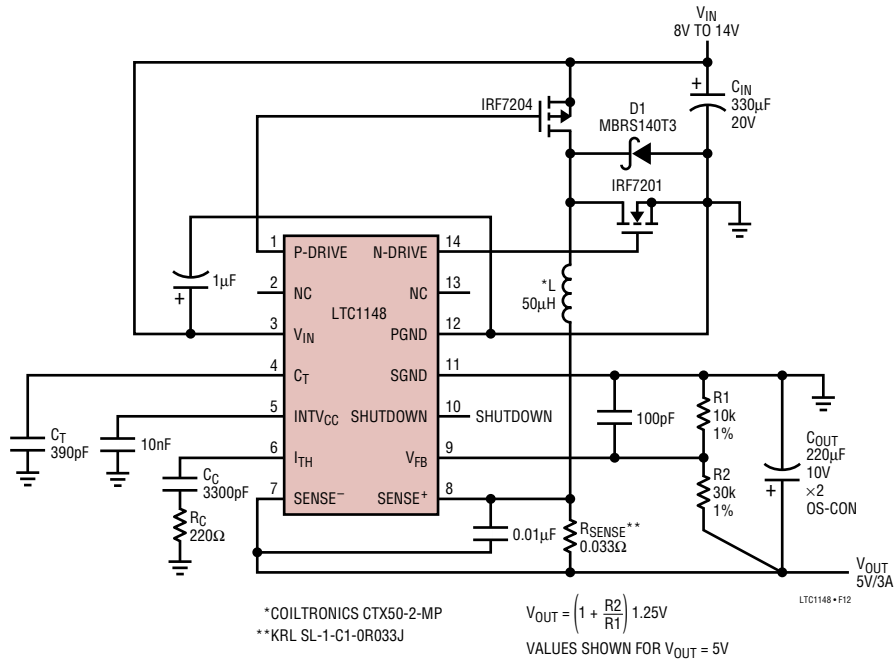 VIN
8V TO 14V
IRF7204
D1
MBRS140T3
+
CIN
330µF
20V
IRF7201
1
P-DRIVE
N-DRIVE
14
1µF
+
2
NC
NC
13
*L
50µH
LTC1148
3
VIN
PGND
12
4
CT
SGND
11
5
INTVCC
SHUTDOWN
10
SHUTDOWN
100pF
R1
10k
1%
CT
390pF
10nF
6
ITH
VFB
9
COUT
220µF
10V
×2
OS-CON
+
CC
3300pF
7
SENSE−
SENSE+
8
R2
30k
1%
RC
220Ω
0.01µF
RSENSE**
0.033Ω
VOUT
5V/3A
LTC1148 • F12
*COILTRONICS CTX50-2-MP
**KRL SL-1-C1-0R033J
VOUT = (1 + R2/R1) 1.25V
VALUES SHOWN FOR VOUT = 5V